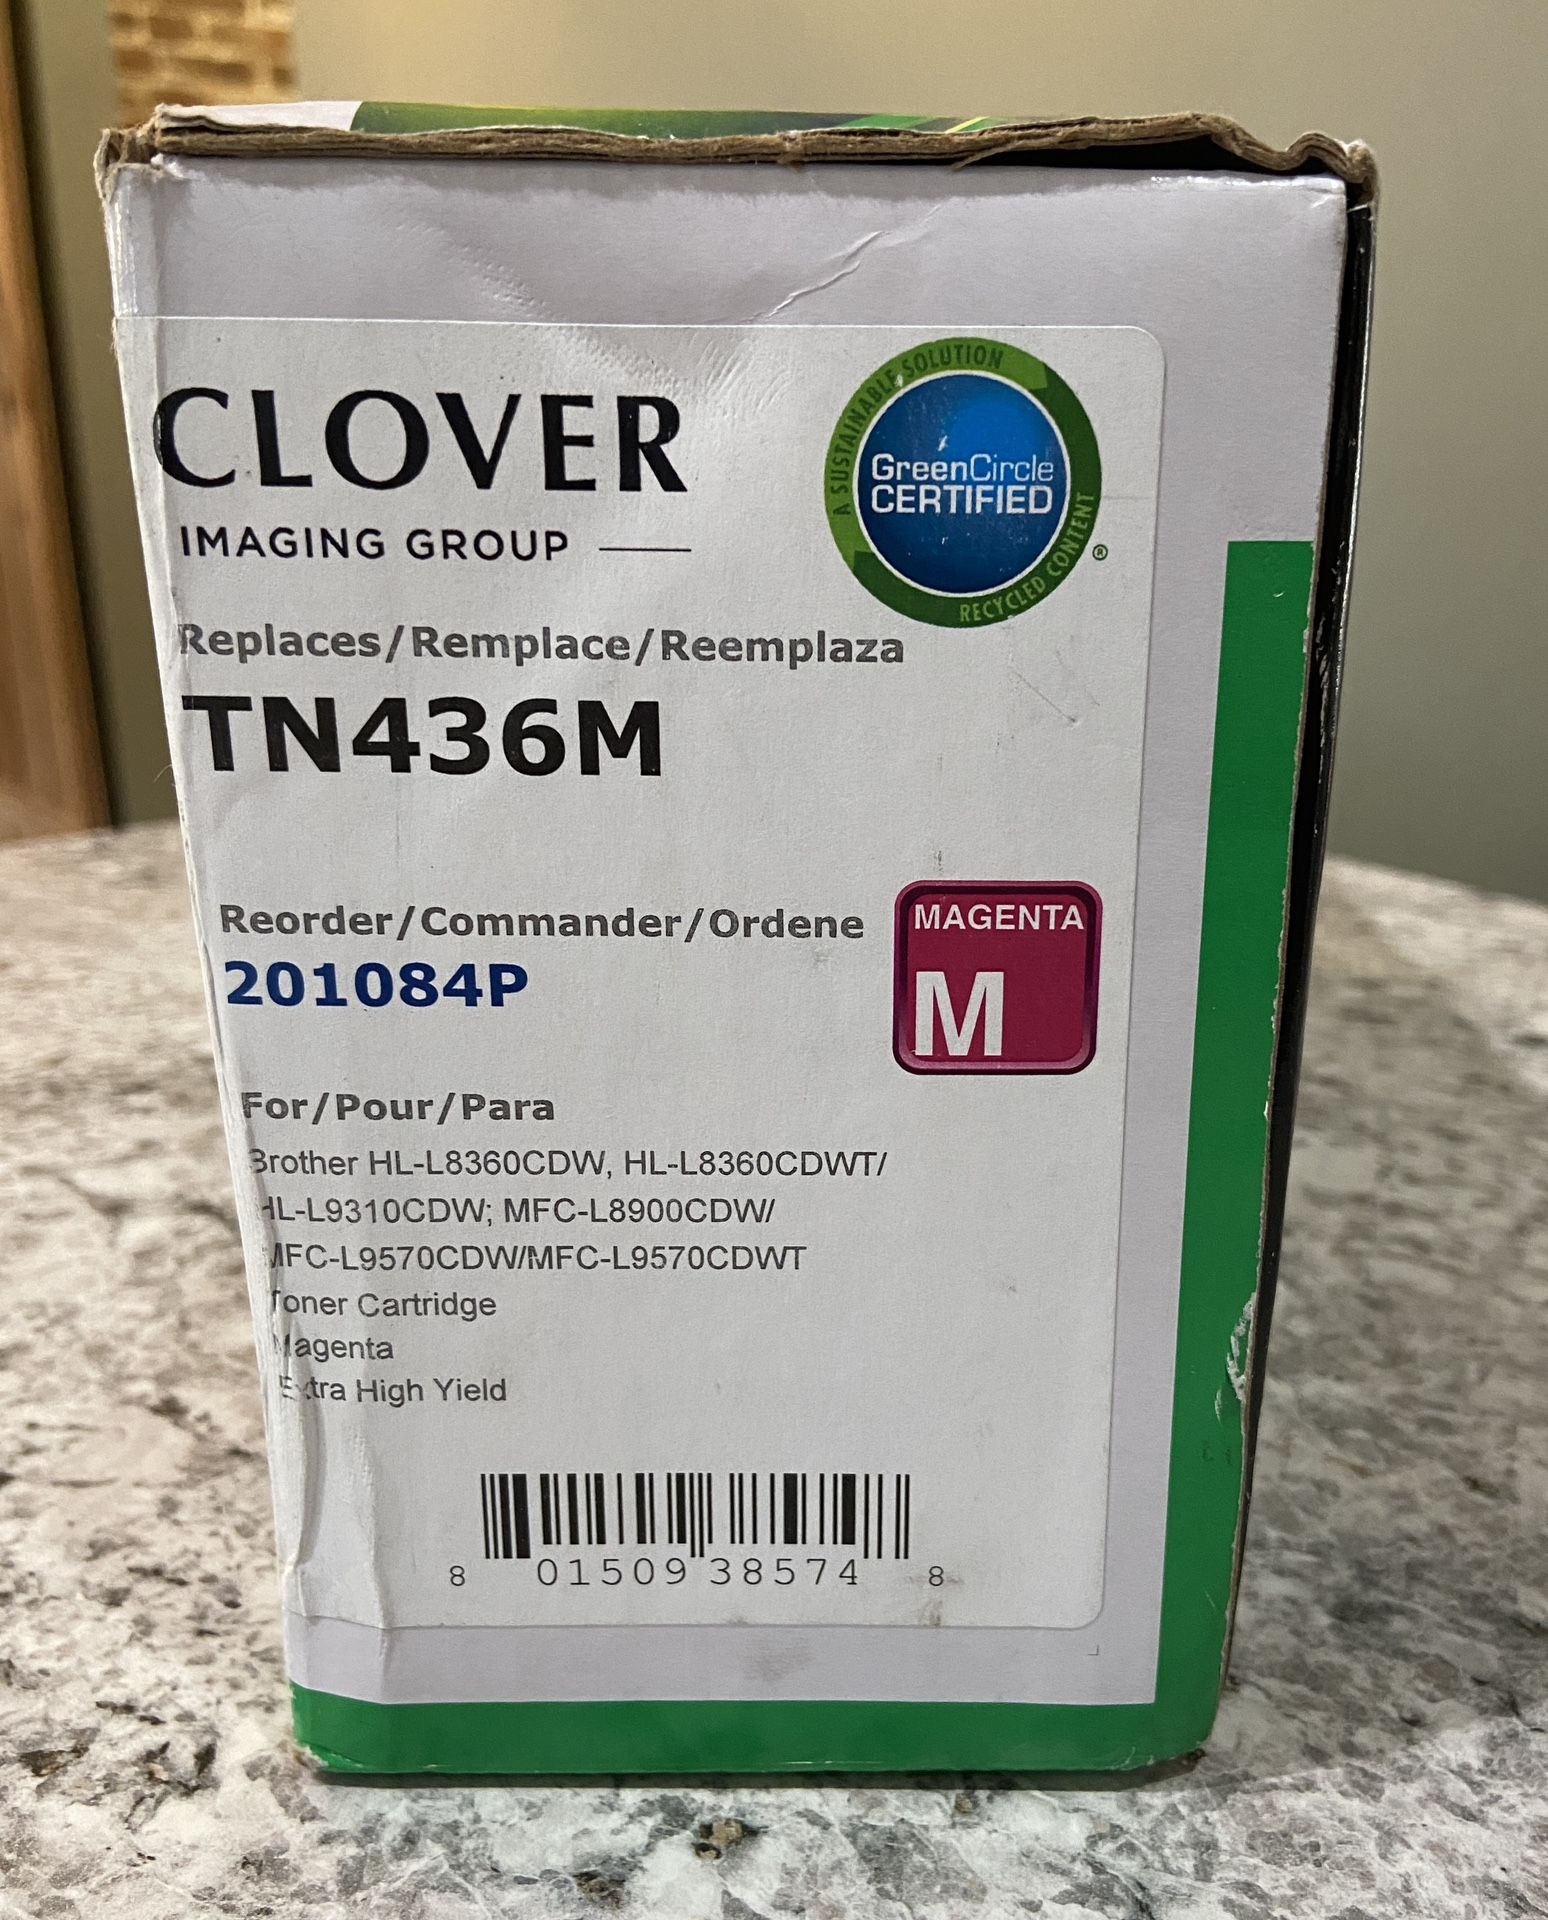 CLOVER
IMAGING GROUP
A SUSTAINABLE SOLUTION
GreenCircle
CERTIFIED
RECYCLED CONTENT
®
Replaces/Remplace/Reemplaza
TN436M
Reorder/Commander/Ordene
201084P
MAGENTA
M
For/Pour/Para
Brother HL-L8360CDW, HL-L8360CDWT/
HL-L9310CDW; MFC-L8900CDW/
MFC-L9570CDW/MFC-L9570CDWT
Toner Cartridge
Magenta
Extra High Yield
8 01509 38574 8